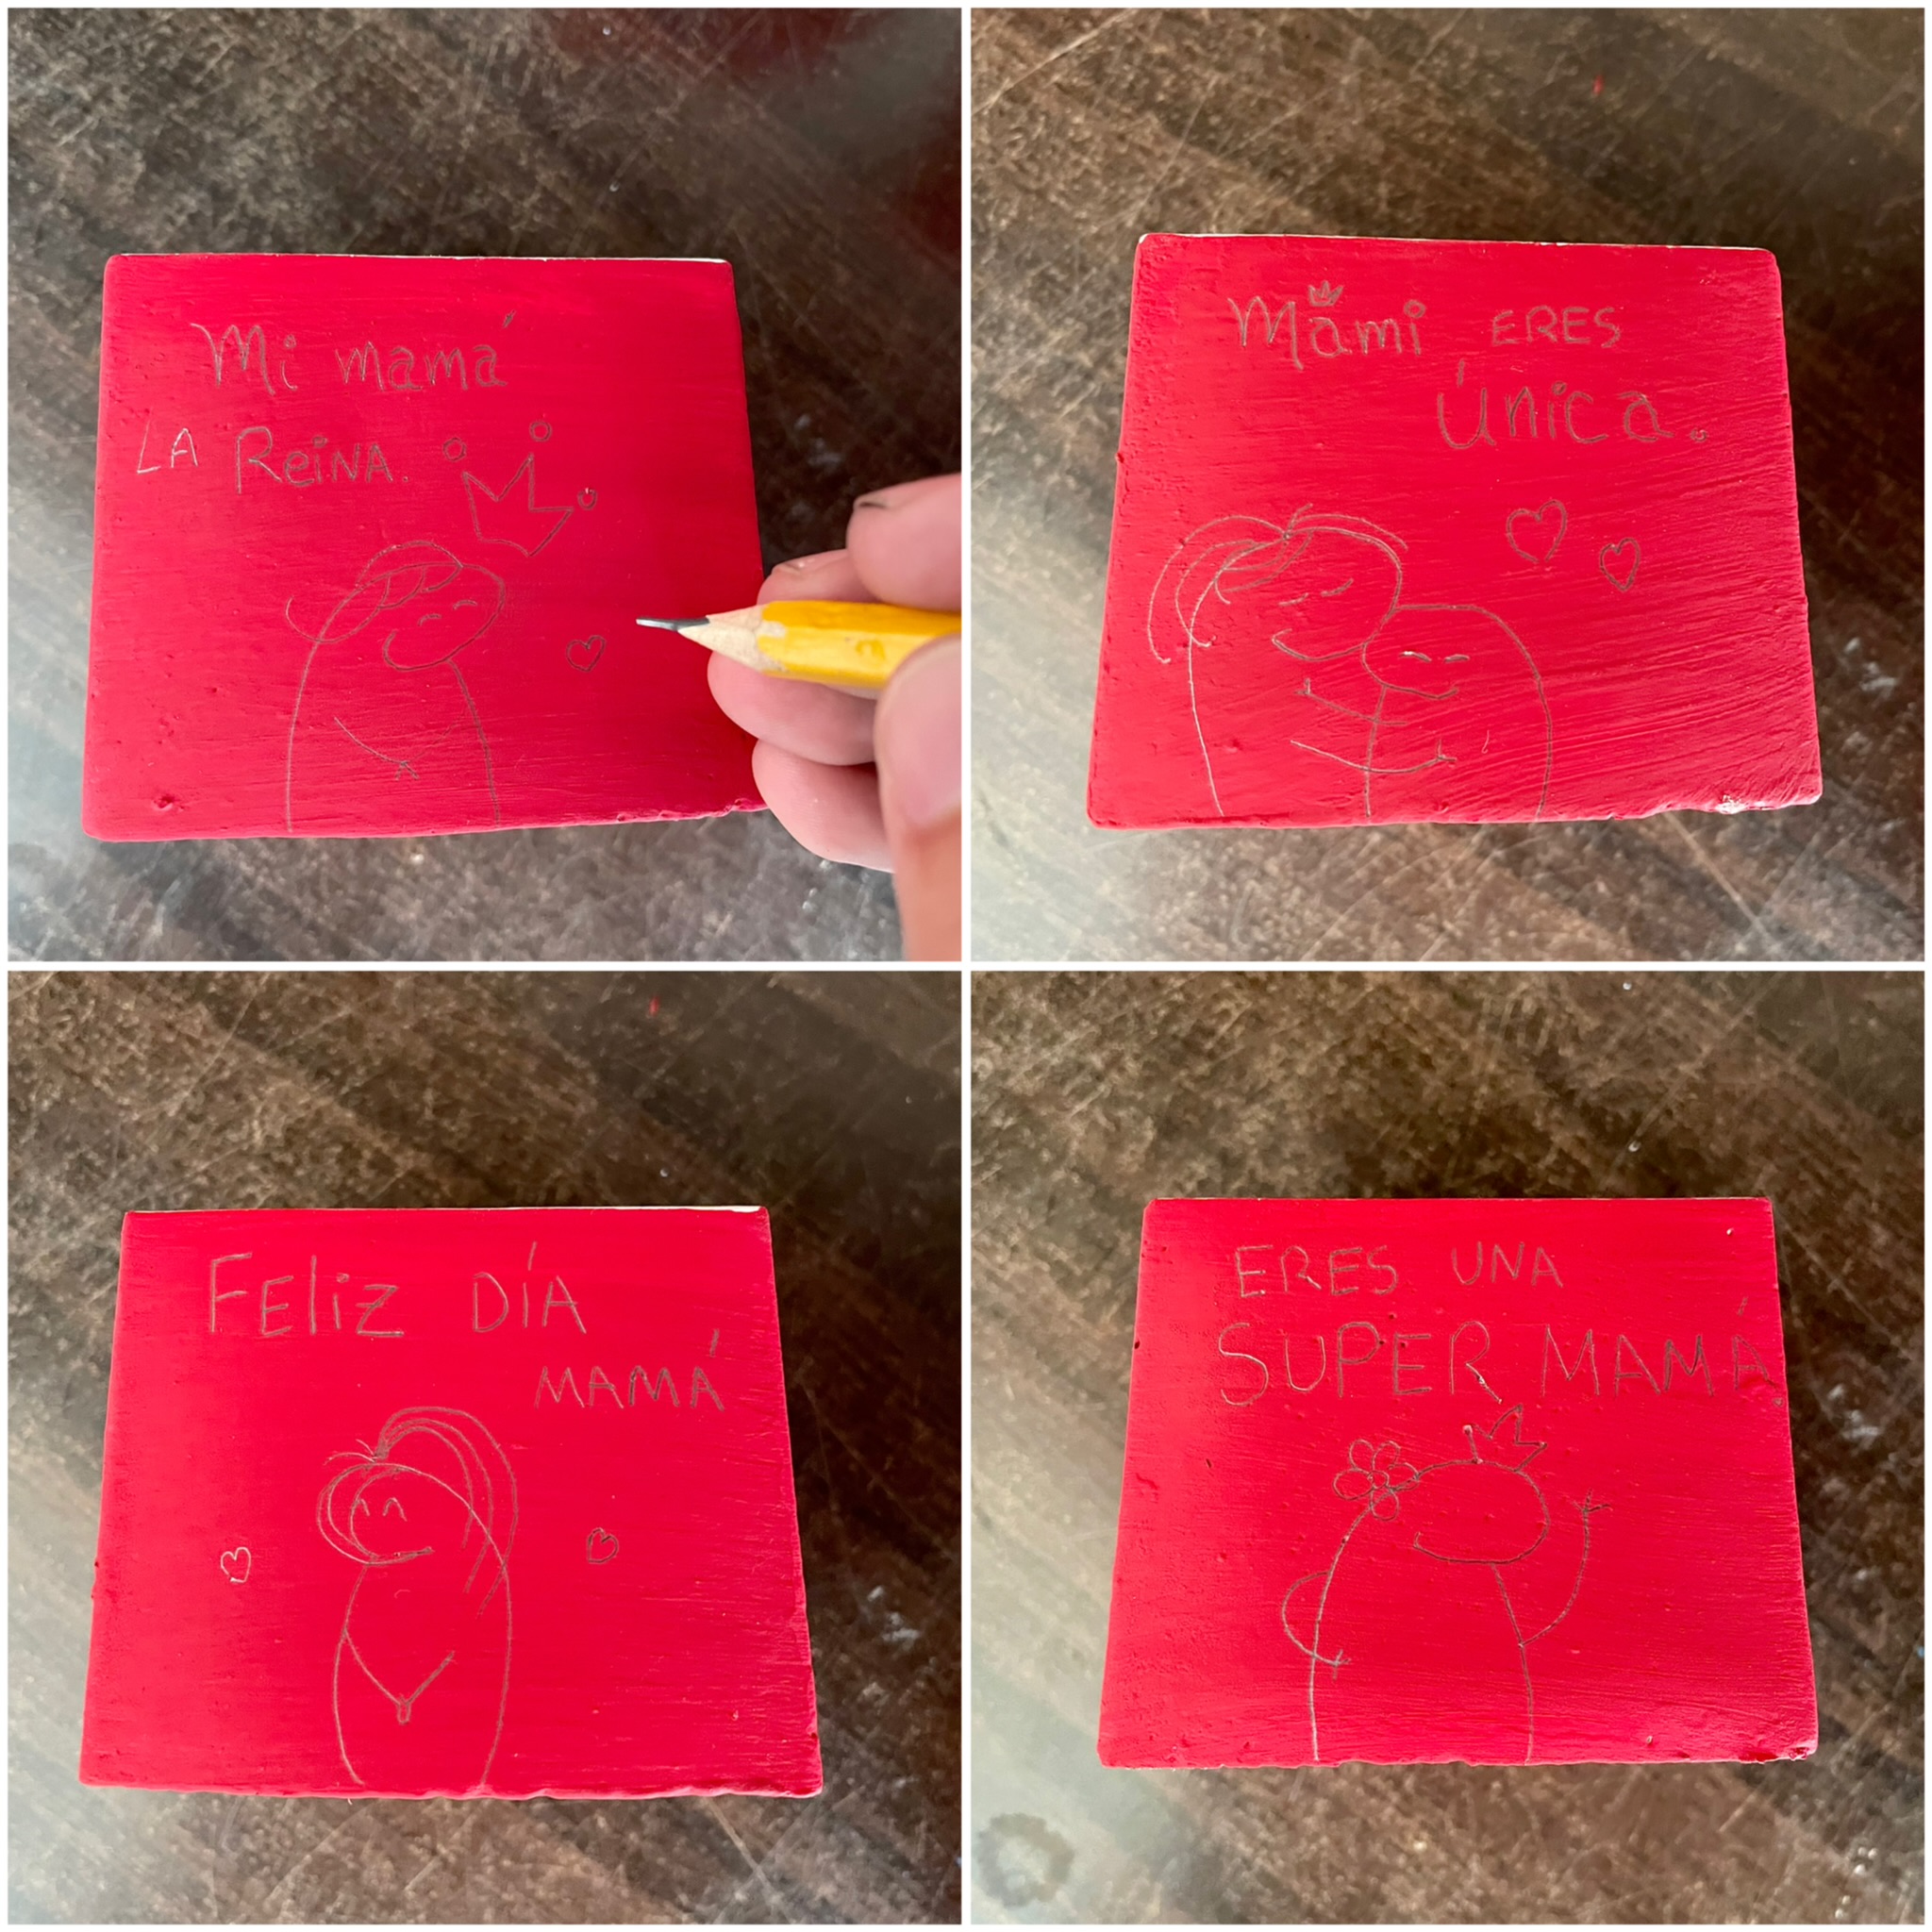 Mi mamá
LA ReiNA.
Mami ERES
única.
FEliz DÍA
MAMÁ
ERES UNA
SUPER MAMÁ